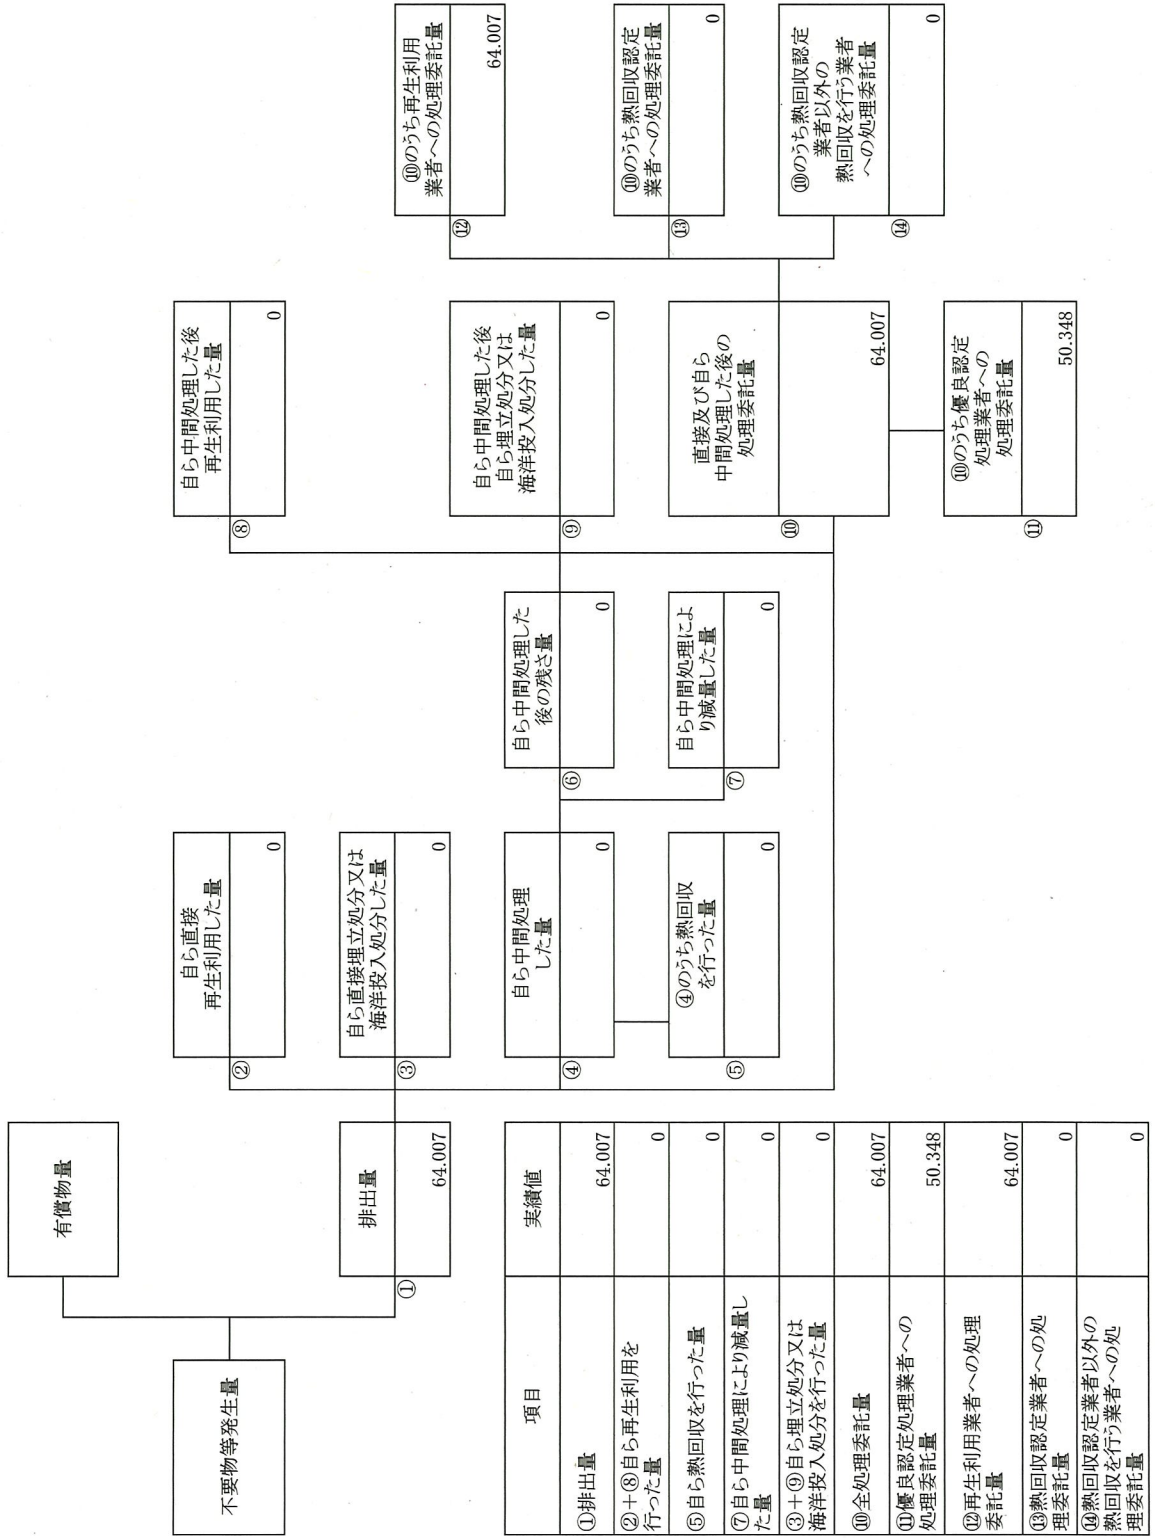 不要物等発生量
有償物量
排出量
①
64.007
自ら直接
再生利用した量
②
0
自ら直接埋立処分又は
海洋投入処分した量
③
0
自ら中間処理
した量
④
0
④のうち熱回収
を行った量
⑤
0
自ら中間処理した
後の残さ量
⑥
0
自ら中間処理によ
り減量した量
⑦
0
自ら中間処理した後
再生利用した量
⑧
0
自ら中間処理した後
自ら埋立処分又は
海洋投入処分した量
⑨
0
直接及び自ら
中間処理した後の
処理委託量
⑩
64.007
⑩のうち優良認定
処理業者への
処理委託量
⑪
50.348
⑩のうち再生利用
業者への処理委託量
⑫
64.007
⑩のうち熱回収認定
業者への処理委託量
⑬
0
⑩のうち熱回収認定
業者以外の
熱回収を行う業者
への処理委託量
⑭
0
項目 実績値
①排出量 64.007
②＋⑧自ら再生利用を
行った量 0
⑤自ら熱回収を行った量 0
⑦自ら中間処理により減量し
た量 0
③＋⑨自ら埋立処分又は
海洋投入処分を行った量 0
⑩全処理委託量 64.007
⑪優良認定処理業者への
処理委託量 50.348
⑫再生利用業者への処理
委託量 64.007
⑬熱回収認定業者への処
理委託量 0
⑭熱回収認定業者以外の
熱回収を行う業者への処
理委託量 0